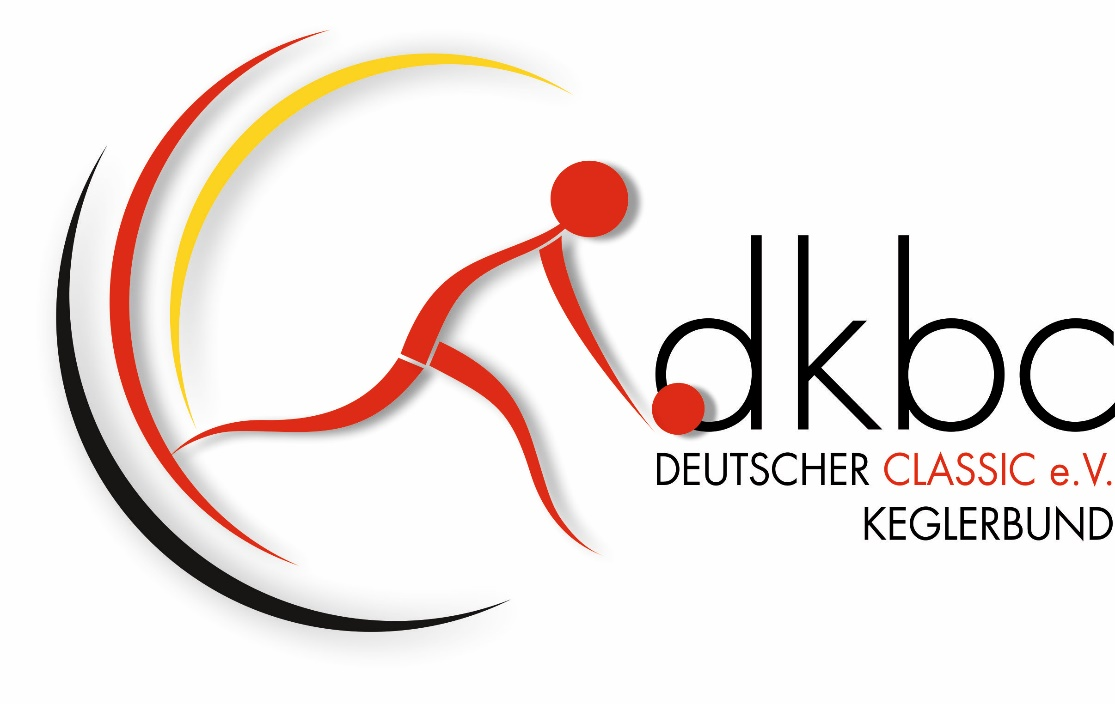 dkbc
DEUTSCHER CLASSIC e.V.
KEGLERBUND